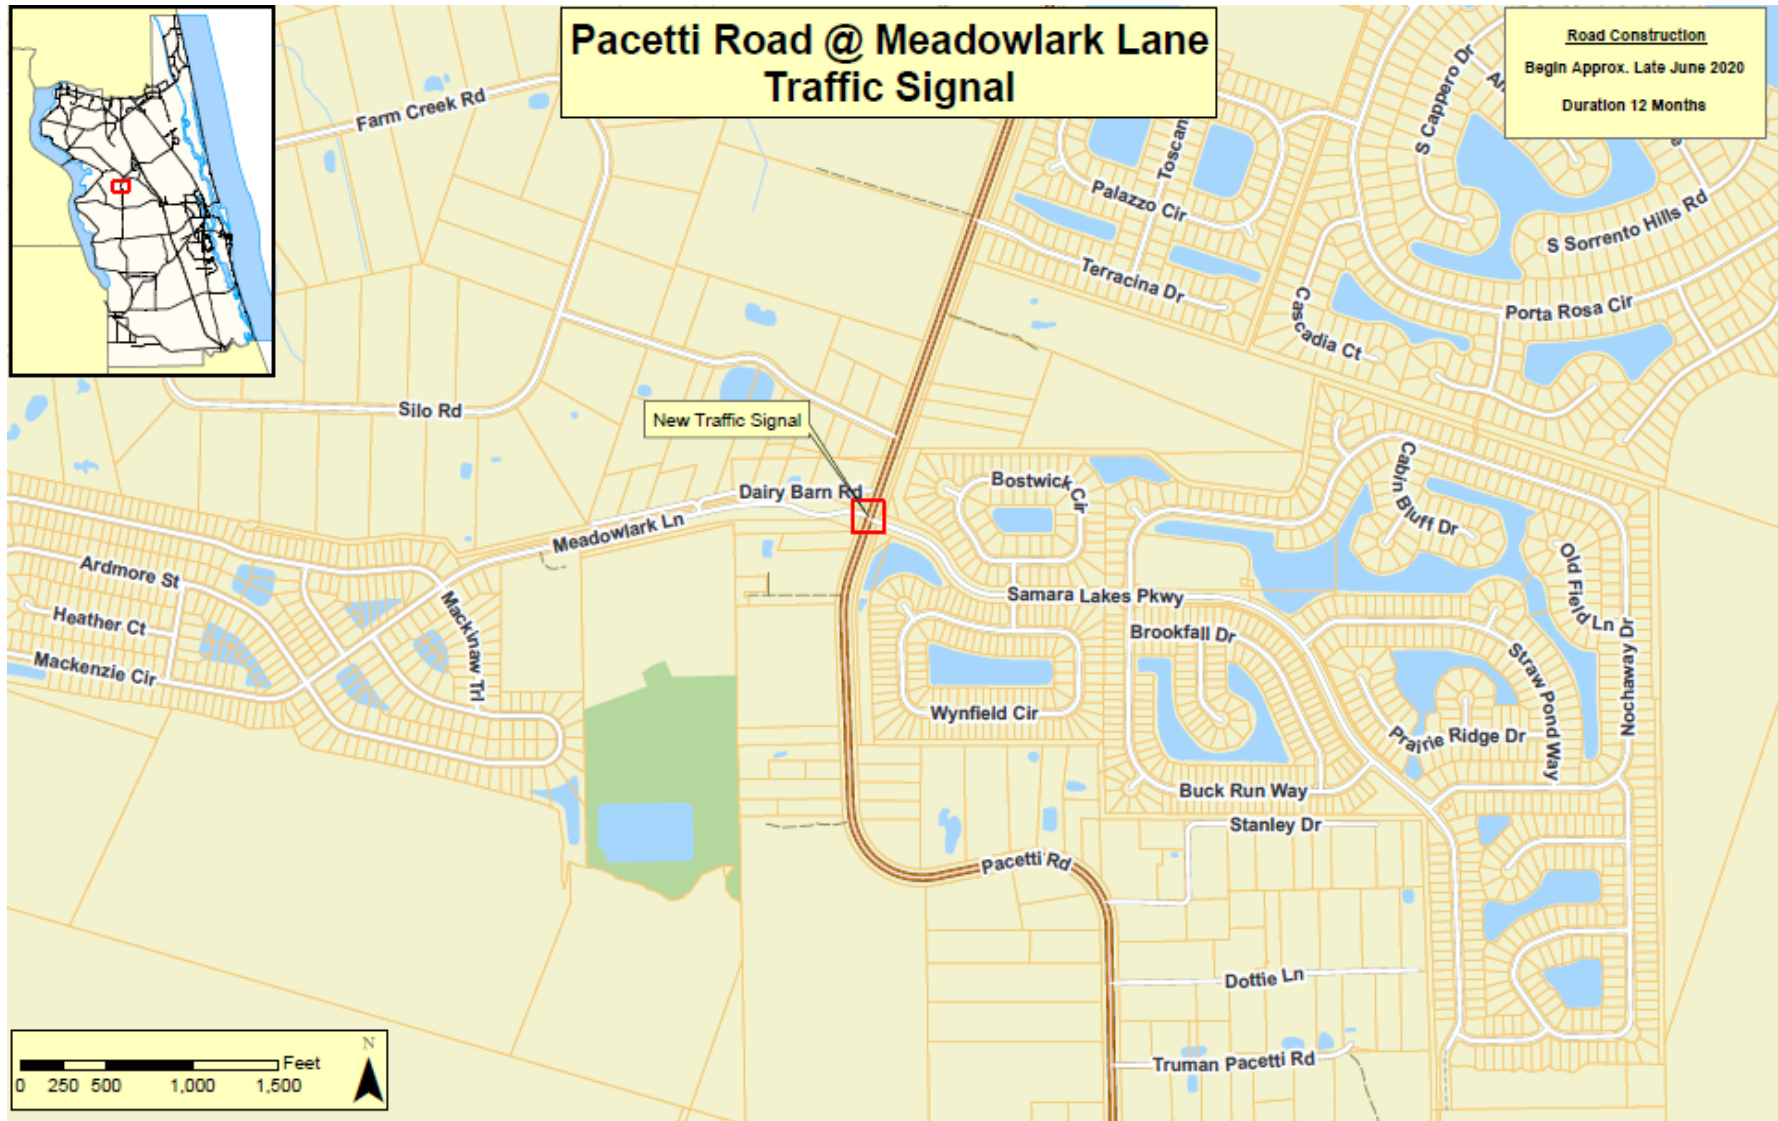 Pacetti Road @ Meadowlark Lane
Traffic Signal
Road Construction
Begin Approx. Late June 2020
Duration 12 Months
Farm Creek Rd
S Cappero Dr
Toscan
Palazzo Cir
S Sorrento Hills Rd
Terracina Dr
Porta Rosa Cir
Cascadia Ct
Silo Rd
New Traffic Signal
Cabin Bluff Dr
Bostwick Cir
Dairy Barn Rd
Meadowlark Ln
Ardmore St
Old Field Ln
Samara Lakes Pkwy
Heather Ct
Mackinaw Trl
Brookfall Dr
Nochaway Dr
Straw Pond Way
Mackenzie Cir
Wynfield Cir
Prairie Ridge Dr
Buck Run Way
Stanley Dr
Pacetti Rd
Dottie Ln
Truman Pacetti Rd
N
Feet
0 250 500 1,000 1,500